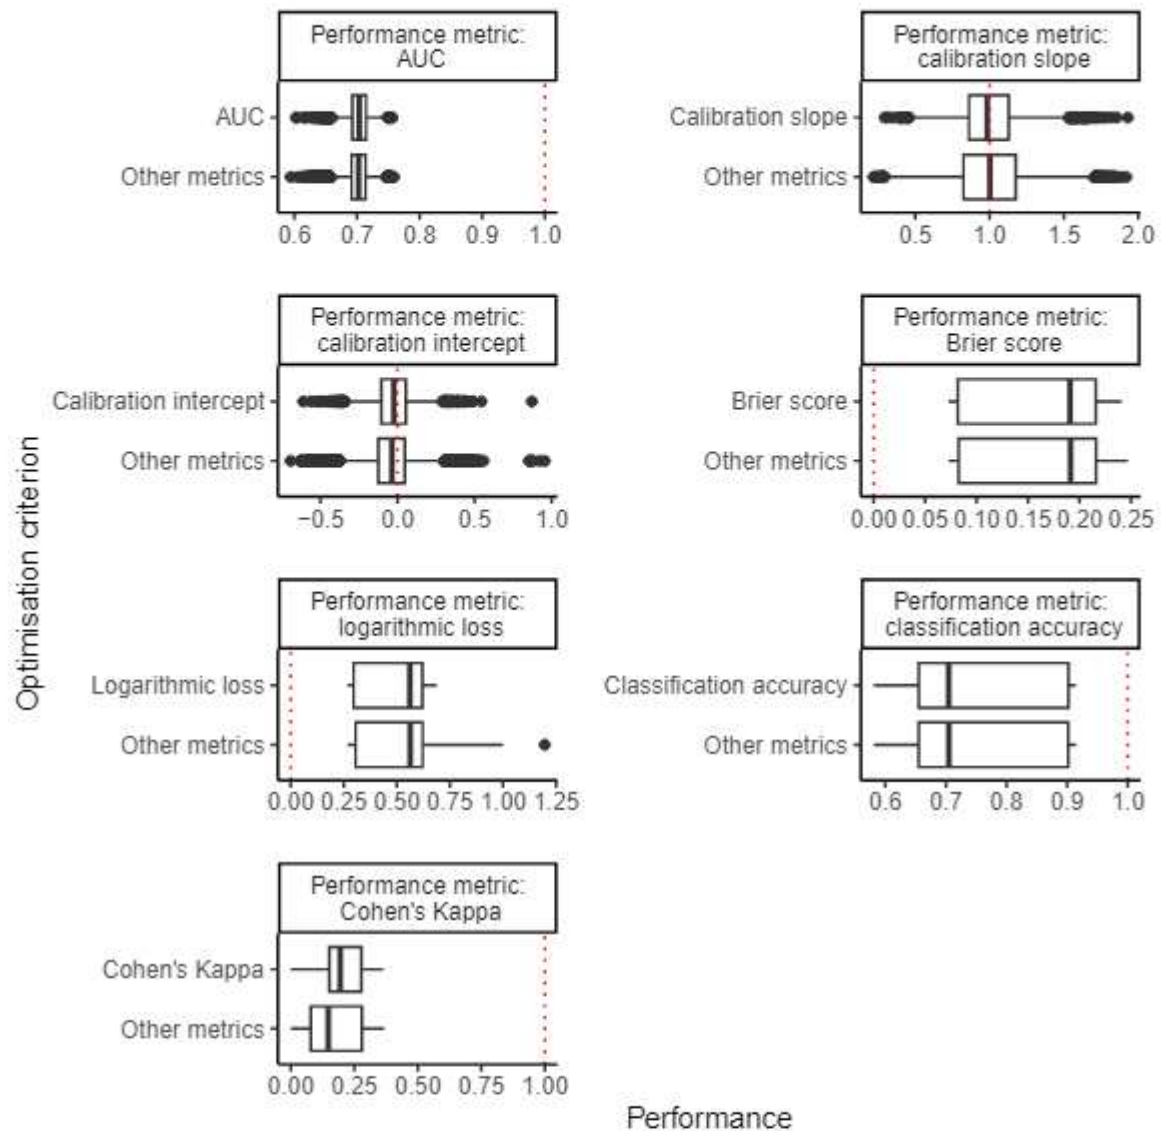 Performance metric:
AUC
AUC
Other metrics
0.6 0.7 0.8 0.9 1.0
Performance metric:
calibration slope
Calibration slope
Other metrics
0.5 1.0 1.5 2.0
Performance metric:
calibration intercept
Calibration intercept
Other metrics
−0.5 0.0 0.5 1.0
Performance metric:
Brier score
Brier score
Other metrics
0.00 0.05 0.10 0.15 0.20 0.25
Optimisation criterion
Performance metric:
logarithmic loss
Logarithmic loss
Other metrics
0.00 0.25 0.50 0.75 1.00 1.25
Performance metric:
classification accuracy
Classification accuracy
Other metrics
0.6 0.7 0.8 0.9 1.0
Performance metric:
Cohen's Kappa
Cohen's Kappa
Other metrics
0.00 0.25 0.50 0.75 1.00
Performance